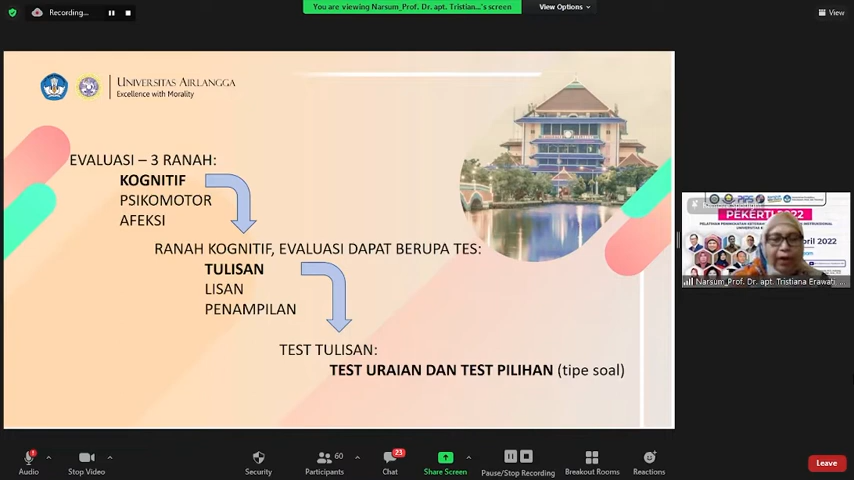 Recording...
You are viewing Narsum_Prof. Dr. apt. Tristian...'s screen
View Options
View
UNIVERSITAS AIRLANGGA
Excellence with Morality
EVALUASI – 3 RANAH:
KOGNITIF
PSIKOMOTOR
AFEKSI
RANAH KOGNITIF, EVALUASI DAPAT BERUPA TES:
TULISAN
LISAN
PENAMPILAN
TEST TULISAN:
TEST URAIAN DAN TEST PILIHAN (tipe soal)
PEKERTI 2022
April 2022
Narsum_Prof. Dr. apt. Tristiana Erawati, ...
Audio
Stop Video
Security
60
Participants
23
Chat
Share Screen
Pause/Stop Recording
Breakout Rooms
Reactions
Leave